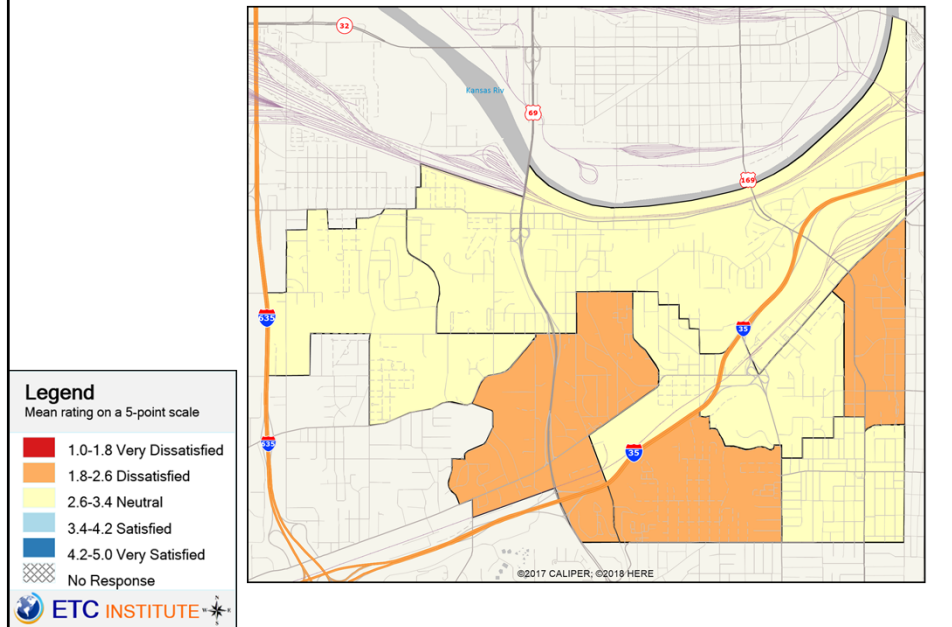 32
Kansas Riv
69
169
635
35
635
35
Legend
Mean rating on a 5-point scale
1.0-1.8 Very Dissatisfied
1.8-2.6 Dissatisfied
2.6-3.4 Neutral
3.4-4.2 Satisfied
4.2-5.0 Very Satisfied
No Response
ETC INSTITUTE
W N E S
©2017 CALIPER; ©2018 HERE